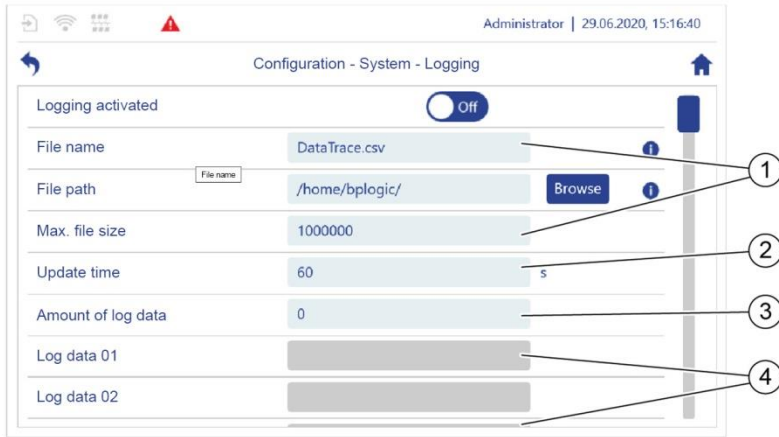 Administrator | 29.06.2020, 15:16:40
Configuration - System - Logging
Logging activated Off
File name DataTrace.csv i
File name
File path /home/bplogic/ Browse i
Max. file size 1000000
Update time 60 s
Amount of log data 0
Log data 01
Log data 02
1
2
3
4